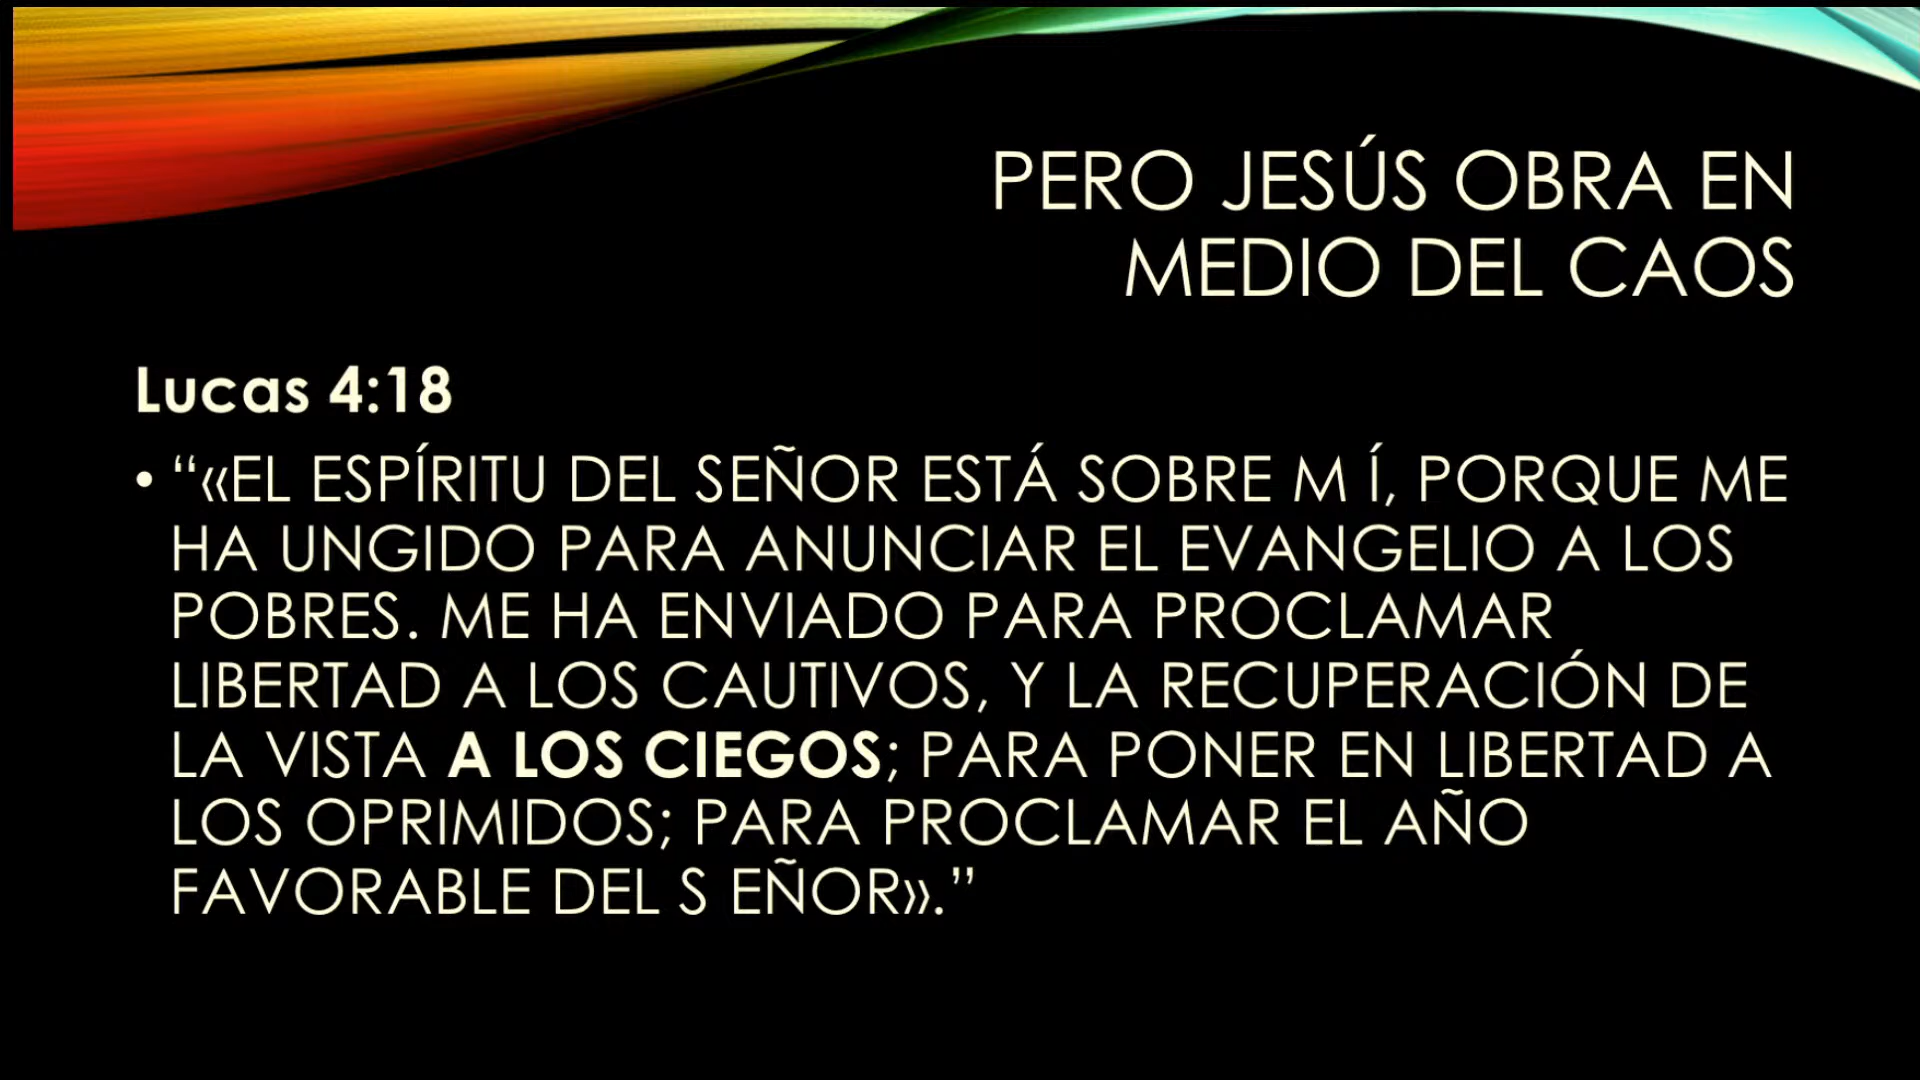 PERO JESÚS OBRA EN
MEDIO DEL CAOS
Lucas 4:18
• “«EL ESPÍRITU DEL SEÑOR ESTÁ SOBRE M Í, PORQUE ME
HA UNGIDO PARA ANUNCIAR EL EVANGELIO A LOS
POBRES. ME HA ENVIADO PARA PROCLAMAR
LIBERTAD A LOS CAUTIVOS, Y LA RECUPERACIÓN DE
LA VISTA A LOS CIEGOS; PARA PONER EN LIBERTAD A
LOS OPRIMIDOS; PARA PROCLAMAR EL AÑO
FAVORABLE DEL S EÑOR».”